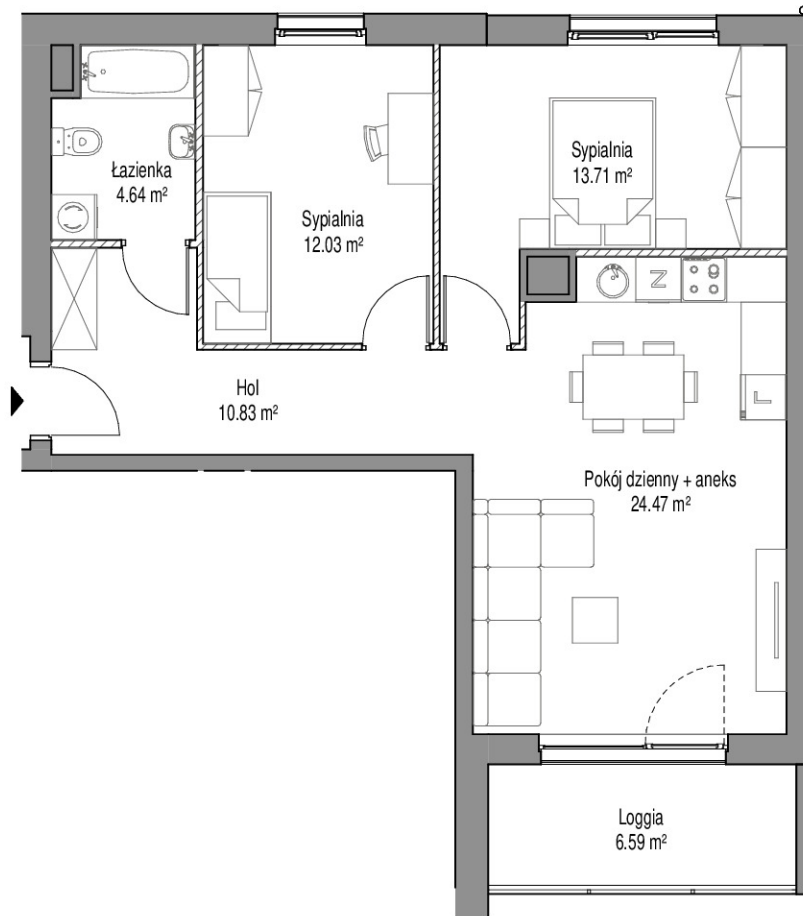 Łazienka
4.64 m²
Sypialnia
12.03 m²
Sypialnia
13.71 m²
N
Hol
10.83 m²
L
Pokój dzienny + aneks
24.47 m²
Loggia
6.59 m²